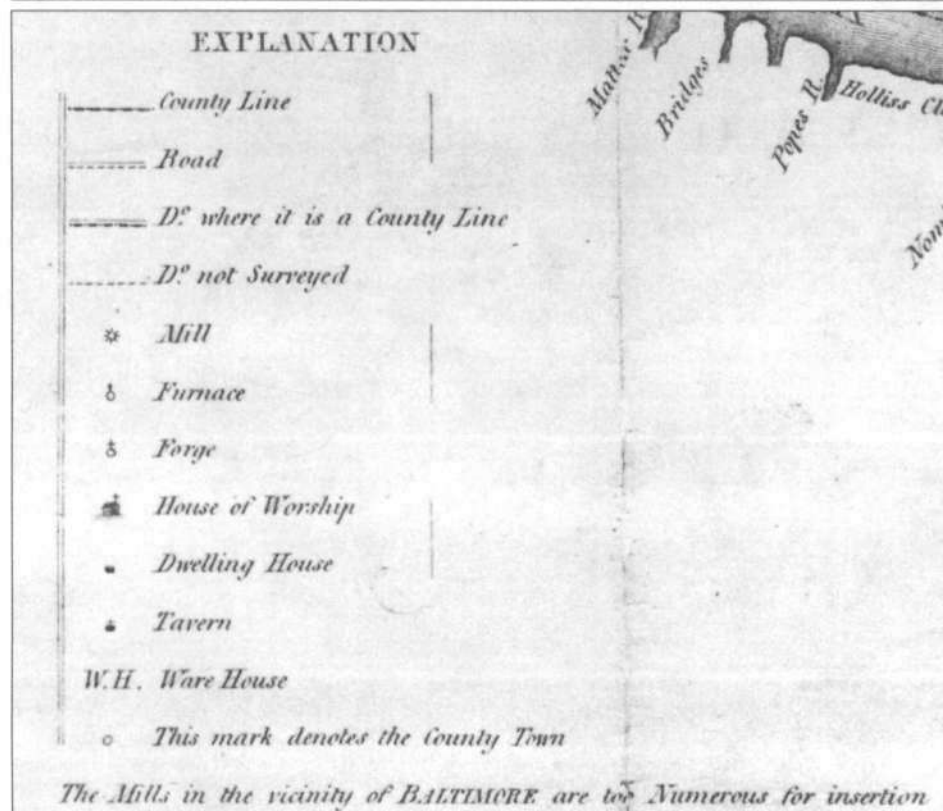 EXPLANATION
County Line
Road
Dº. where it is a County Line
Dº. not Surveyed
Mill
Furnace
Forge
House of Worship
Dwelling House
Tavern
W.H. Ware House
This mark denotes the County Town
The Mills in the vicinity of BALTIMORE are too Numerous for insertion
R.
Bridges
Popes R.
Holliss